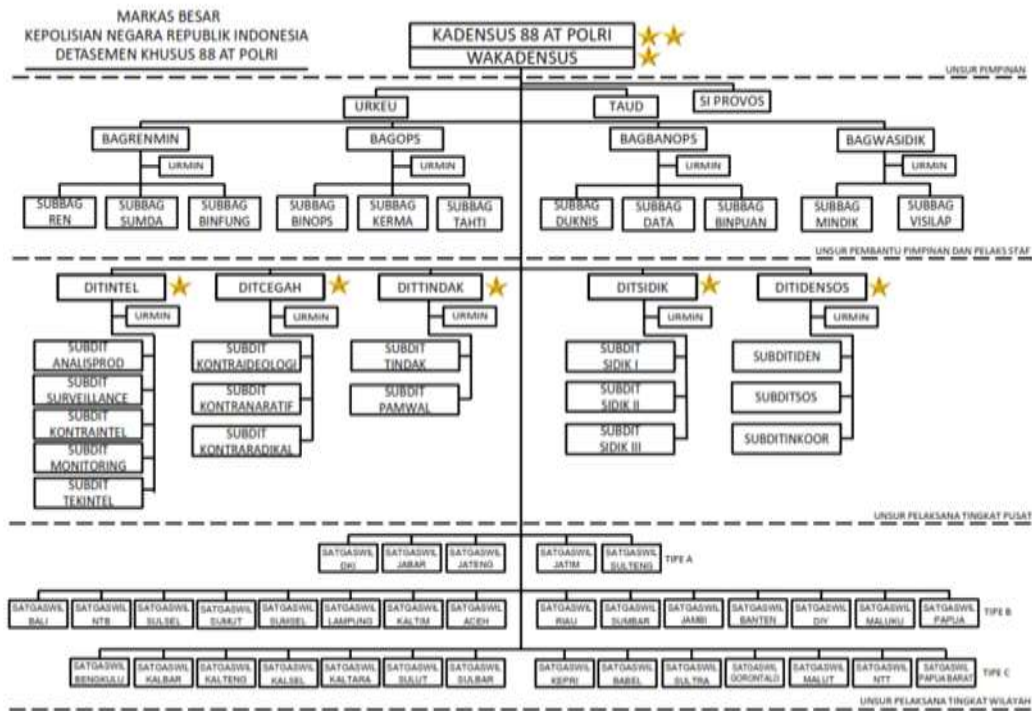 MARKAS BESAR
KEPOLISIAN NEGARA REPUBLIK INDONESIA
DETASEMEN KHUSUS 88 AT POLRI
KADENSUS 88 AT POLRI
WAKADENSUS
UNSUR PIMPINAN
URKEU
TAUD
SI PROVOS
BAGRENMIN
BAGOPS
BAGBANOPS
BAGWASIDIK
URMIN
URMIN
URMIN
URMIN
SUBBAG
REN
SUBBAG
SUMDA
SUBBAG
BINFUNG
SUBBAG
BINOPS
SUBBAG
KERMA
SUBBAG
TAHTI
SUBBAG
DUKNIS
SUBBAG
DATA
SUBBAG
BINPUAN
SUBBAG
MINDIK
SUBBAG
VISILAP
UNSUR PEMBANTU PIMPINAN DAN PELAKS STAF
DITINTEL
DITCEGAH
DITTINDAK
DITSIDIK
DITIDENSOS
URMIN
URMIN
URMIN
URMIN
URMIN
SUBDIT
ANALISPROD
SUBDIT
SURVEILLANCE
SUBDIT
KONTRAINTEL
SUBDIT
MONITORING
SUBDIT
TEKINTEL
SUBDIT
KONTRAIDEOLOGI
SUBDIT
KONTRANARATIF
SUBDIT
KONTRARADIKAL
SUBDIT
TINDAK
SUBDIT
PAMWAL
SUBDIT
SIDIK I
SUBDIT
SIDIK II
SUBDIT
SIDIK III
SUBDITIDEN
SUBDITSOS
SUBDITINKOOR
UNSUR PELAKSANA TINGKAT PUSAT
SATGASWIL
DKI
SATGASWIL
JABAR
SATGASWIL
JATENG
SATGASWIL
JATIM
SATGASWIL
SULTENG
TIPE A
SATGASWIL
BALI
SATGASWIL
NTB
SATGASWIL
SULSEL
SATGASWIL
SUMUT
SATGASWIL
SUMSEL
SATGASWIL
LAMPUNG
SATGASWIL
KALTIM
SATGASWIL
ACEH
SATGASWIL
RIAU
SATGASWIL
SUMBAR
SATGASWIL
JAMBI
SATGASWIL
BANTEN
SATGASWIL
DIY
SATGASWIL
MALUKU
SATGASWIL
PAPUA
TIPE B
SATGASWIL
BENGKULU
SATGASWIL
KALBAR
SATGASWIL
KALTENG
SATGASWIL
KALSEL
SATGASWIL
KALTARA
SATGASWIL
SULUT
SATGASWIL
SULBAR
SATGASWIL
KEPRI
SATGASWIL
BABEL
SATGASWIL
SULTRA
SATGASWIL
GORONTALO
SATGASWIL
MALUT
SATGASWIL
NTT
SATGASWIL
PAPUA BARAT
TIPE C
UNSUR PELAKSANA TINGKAT WILAYAH